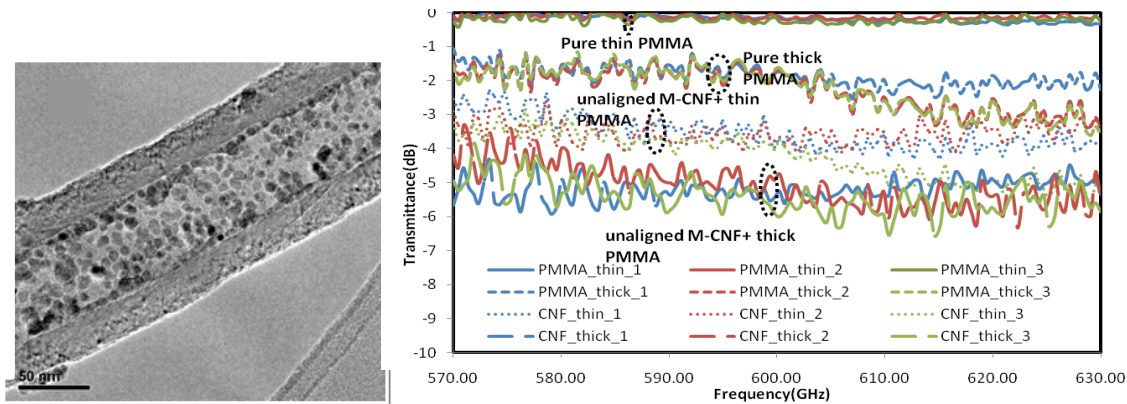 50 nm
0
-1
-2
-3
-4
-5
-6
-7
-8
-9
-10
Transmittance(dB)
Pure thin PMMA
Pure thick
PMMA
unaligned M-CNF+ thin
PMMA
unaligned M-CNF+ thick
PMMA
PMMA_thin_1 PMMA_thin_2 PMMA_thin_3
PMMA_thick_1 PMMA_thick_2 PMMA_thick_3
CNF_thin_1 CNF_thin_2 CNF_thin_3
CNF_thick_1 CNF_thick_2 CNF_thick_3
570.00 580.00 590.00 600.00 610.00 620.00 630.00
Frequency(GHz)